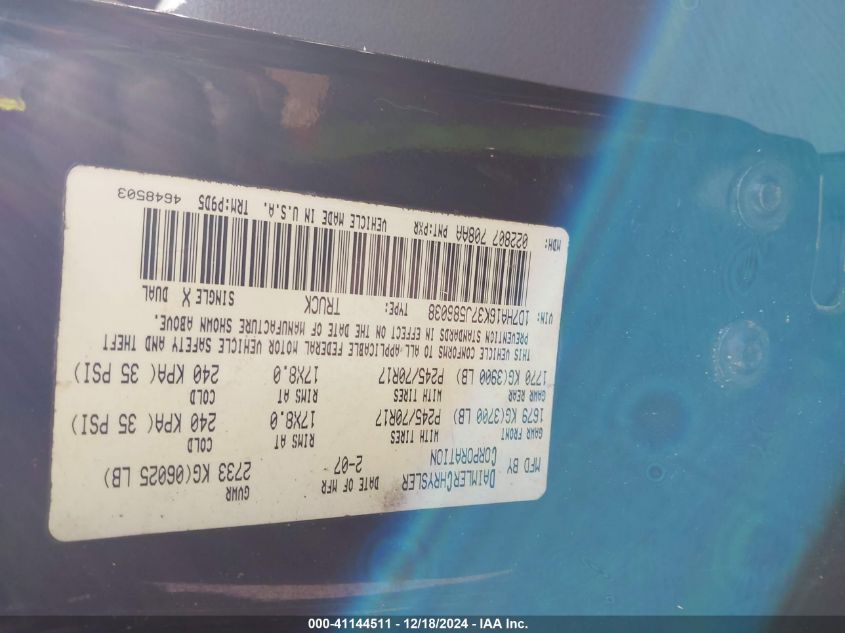 MFD BY DAIMLERCHRYSLER CORPORATION
DATE OF MFR 2-07
GVWR 2733 KG(06025 LB)
GAWR FRONT WITH TIRES RIMS AT COLD
1679 KG(3700 LB) P245/70R17 17X8.0 240 KPA( 35 PSI)
GAWR REAR WITH TIRES RIMS AT COLD
1770 KG(3900 LB) P245/70R17 17X8.0 240 KPA( 35 PSI)
THIS VEHICLE CONFORMS TO ALL APPLICABLE FEDERAL MOTOR VEHICLE SAFETY AND THEFT
PREVENTION STANDARDS IN EFFECT ON THE DATE OF MANUFACTURE SHOWN ABOVE.
VIN: 1D7HA16K37J586038 TYPE: TRUCK SINGLE X DUAL
MDH: 022807 708AA PNT:PXR VEHICLE MADE IN U.S.A. TRM:P9D5 4648503
000-41144511 - 12/18/2024 - IAA Inc.